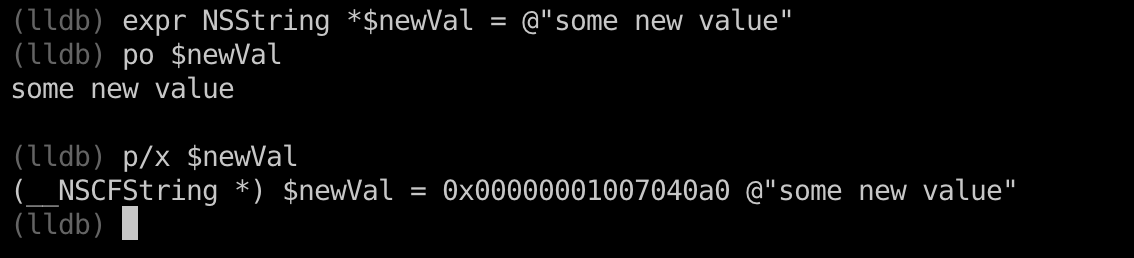 (lldb) expr NSString *$newVal = @"some new value"
(lldb) po $newVal
some new value
(lldb) p/x $newVal
(__NSCFString *) $newVal = 0x00000001007040a0 @"some new value"
(lldb)